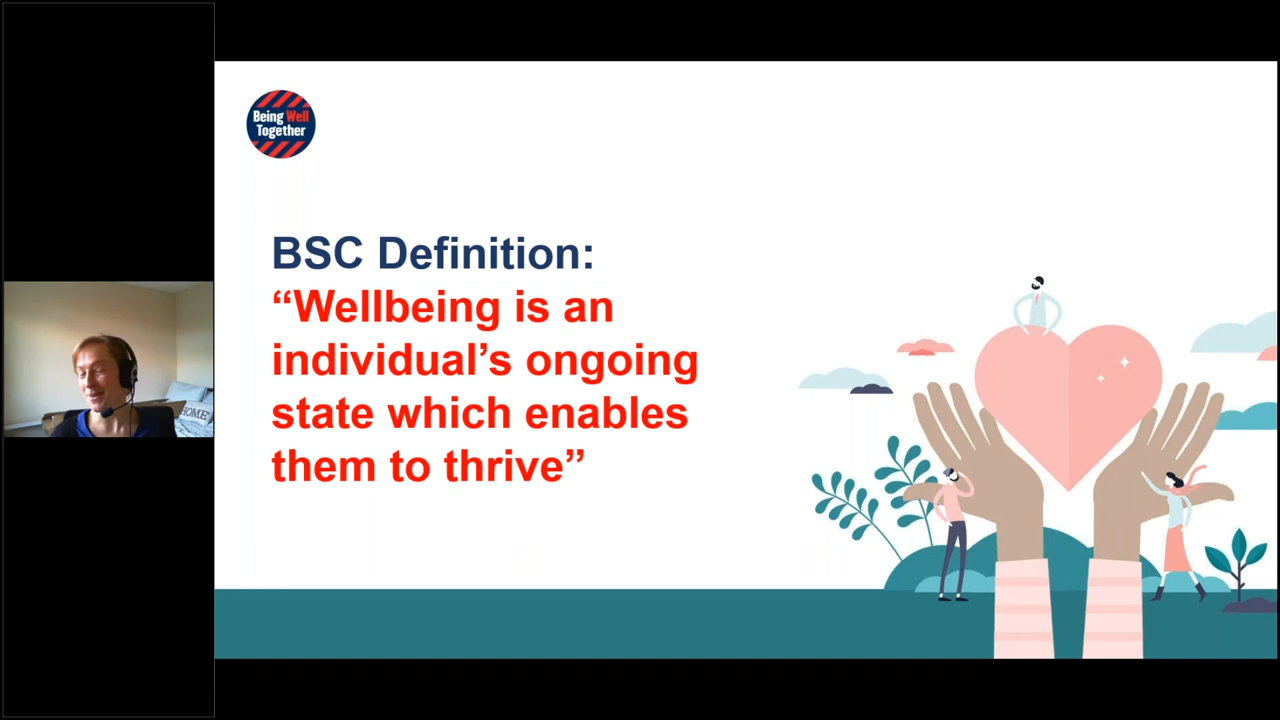 Being Well
Together
BSC Definition:
“Wellbeing is an
individual’s ongoing
state which enables
them to thrive”
HOME